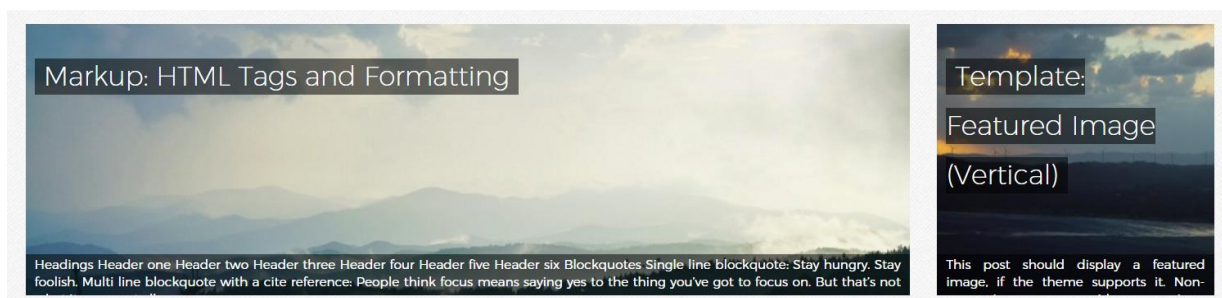 Markup: HTML Tags and Formatting
Headings Header one Header two Header three Header four Header five Header six Blockquotes Single line blockquote: Stay hungry. Stay
foolish. Multi line blockquote with a cite reference: People think focus means saying yes to the thing you've got to focus on. But that's not
Template:
Featured Image
(Vertical)
This post should display a featured
image, if the theme supports it. Non-